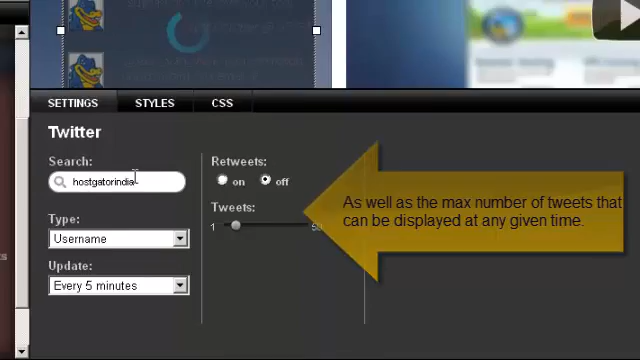 SETTINGS
STYLES
CSS
Twitter
Search:
hostgatorindia
Type:
Username
Update:
Every 5 minutes
Retweets:
on
off
Tweets:
1
As well as the max number of tweets that
can be displayed at any given time.